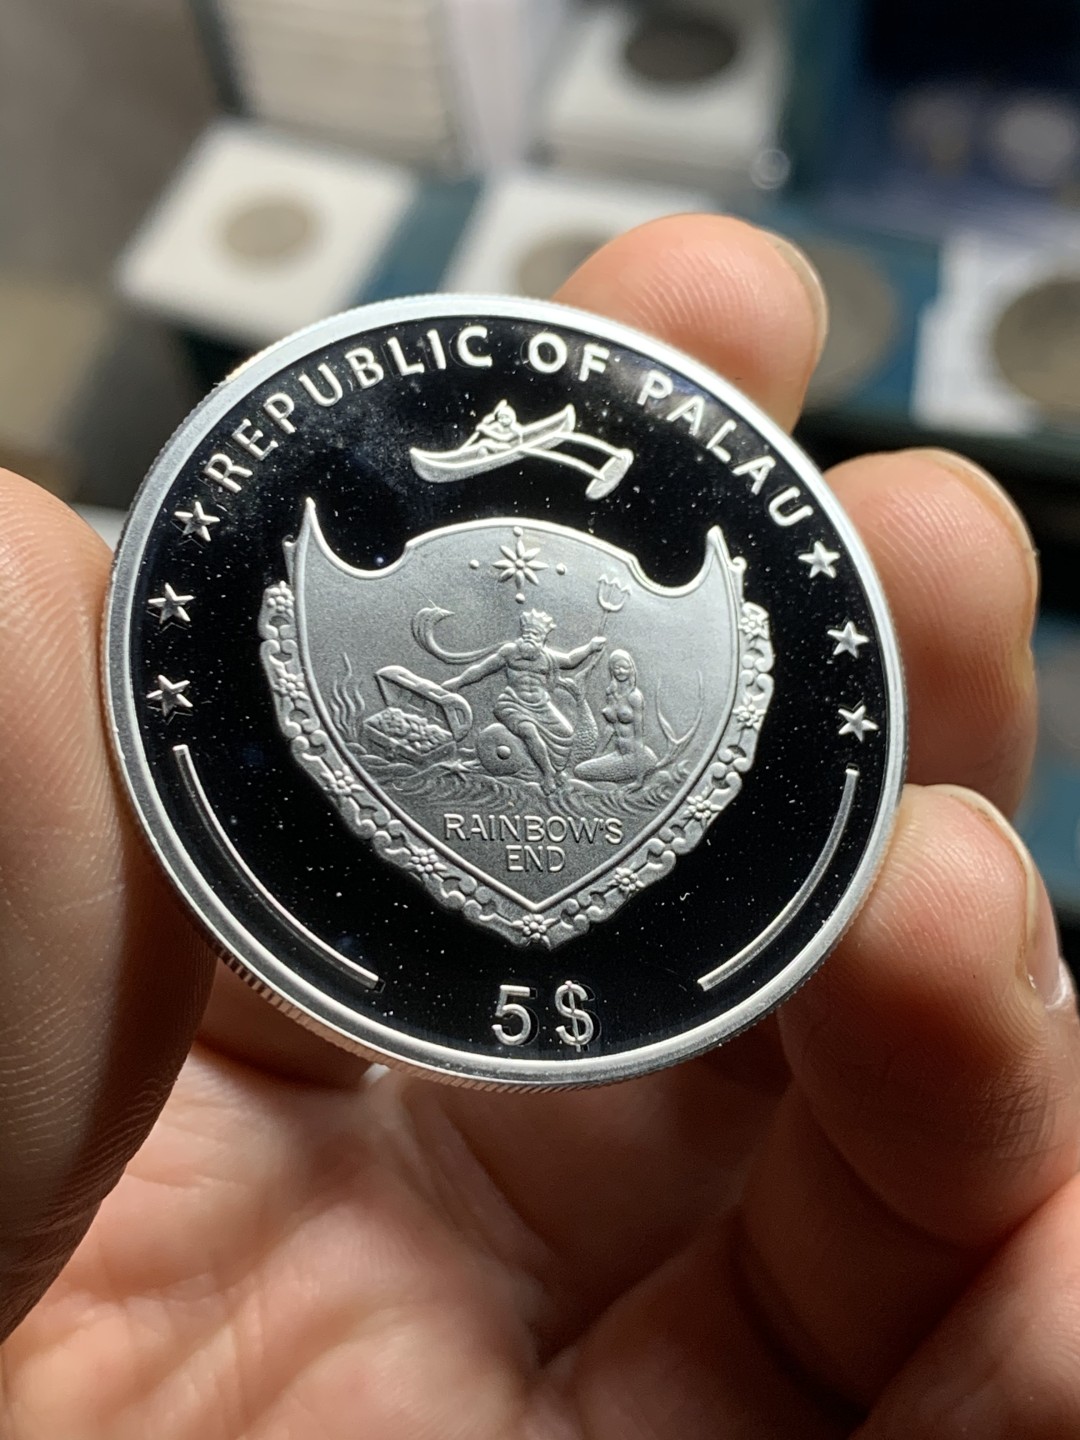 REPUBLIC OF PALAU
RAINBOW'S
END
5$